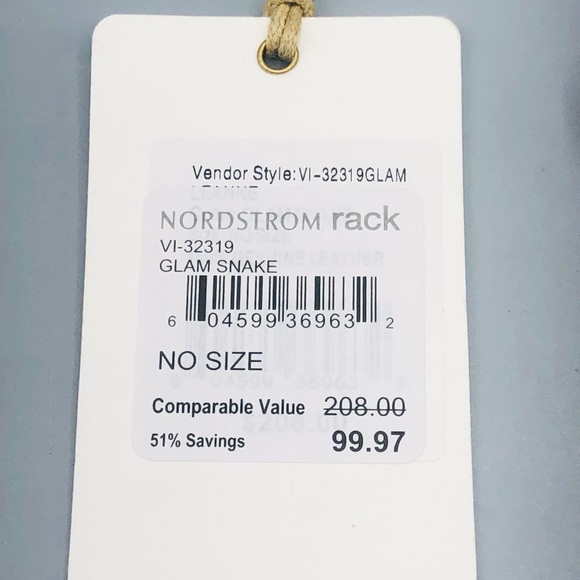 Vendor Style:VI-32319GLAM
LEANNE
NORDSTROM rack
VI-32319
GLAM SNAKE
6 04599 36963 2
NO SIZE
Comparable Value 208.00
51% Savings 99.97